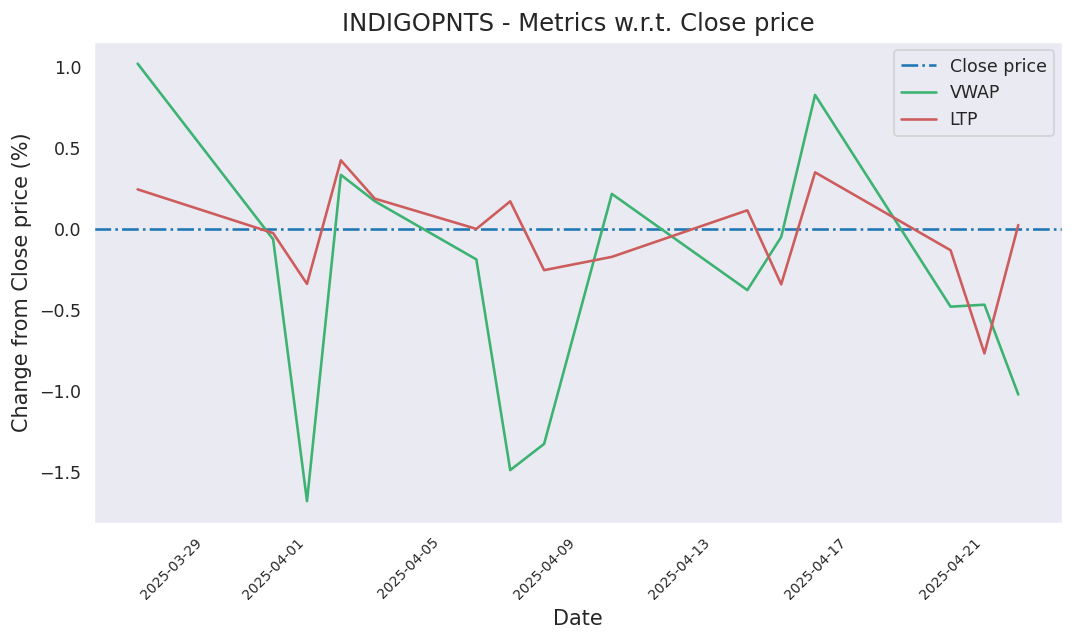 INDIGOPNTS - Metrics w.r.t. Close price
Close price
VWAP
LTP
Change from Close price (%)
1.0
0.5
0.0
−0.5
−1.0
−1.5
2025-03-29
2025-04-01
2025-04-05
2025-04-09
2025-04-13
2025-04-17
2025-04-21
Date